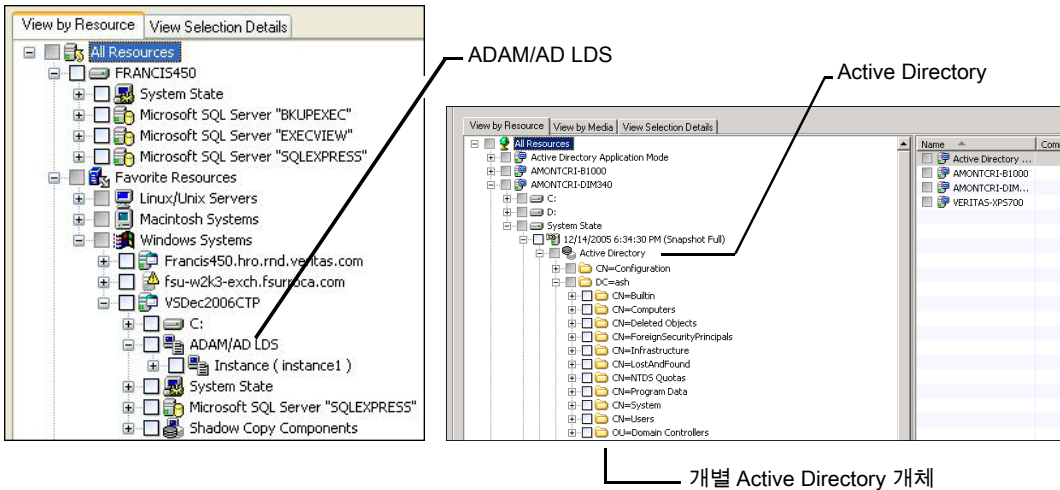 View by Resource View Selection Details
All Resources
FRANCIS450
System State
Microsoft SQL Server "BKUPEXEC"
Microsoft SQL Server "EXECVIEW"
Microsoft SQL Server "SQLEXPRESS"
Favorite Resources
Linux/Unix Servers
Macintosh Systems
Windows Systems
Francis450.hro.rnd.veritas.com
fsu-w2k3-exch.fsurroca.com
VSDec2006CTP
C:
ADAM/AD LDS
Instance ( instance1 )
System State
Microsoft SQL Server "SQLEXPRESS"
Shadow Copy Components
ADAM/AD LDS
Active Directory
View by Resource View by Media View Selection Details
All Resources
Active Directory Application Mode
AMONTCRI-B1000
AMONTCRI-DIM340
C:
D:
System State
12/14/2005 6:34:30 PM (Snapshot Full)
Active Directory
CN=Configuration
DC=ash
CN=Builtin
CN=Computers
CN=Deleted Objects
CN=ForeignSecurityPrincipals
CN=Infrastructure
CN=LostAndFound
CN=NTDS Quotas
CN=Program Data
CN=System
CN=Users
OU=Domain Controllers
Name Com
Active Directory ...
AMONTCRI-B1000
AMONTCRI-DIM...
VERITAS-XPS700
개별 Active Directory 개체